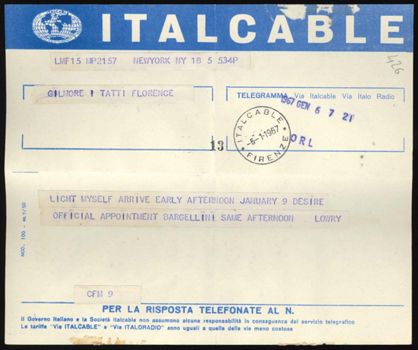 ITALCABLE
426
LMF15 MP2157 NEWYORK NY 18 5 534P
GILMORE I TATTI FLORENCE
TELEGRAMMA Via Italcable Via Italo Radio
1967 GEN 6 7 21
ITALCABLE
-6-1-1967
FIRENZE
13
ORL
LIGHT MYSELF ARRIVE EARLY AFTERNOON JANUARY 9 DESIRE
OFFICIAL APPOINTMENT BARGELLINI SAME AFTERNOON LOWRY
CFM 9
PER LA RISPOSTA TELEFONATE AL N.
Il Governo Italiano e la Società Italcable non assumono alcuna responsabilità in conseguenza del servizio telegrafico
Le tariffe "Via ITALCABLE" e "Via ITALORADIO" sono uguali a quelle delle vie meno costose